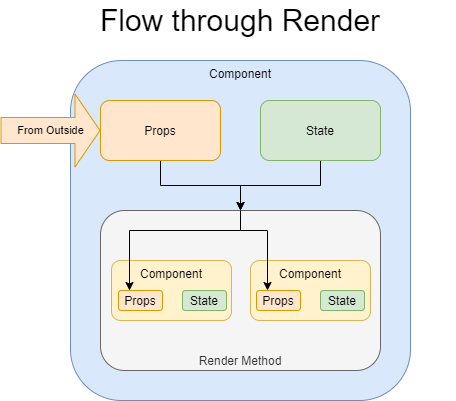 Flow through Render
Component
From Outside
Props
State
Component
Component
Props
State
Props
State
Render Method